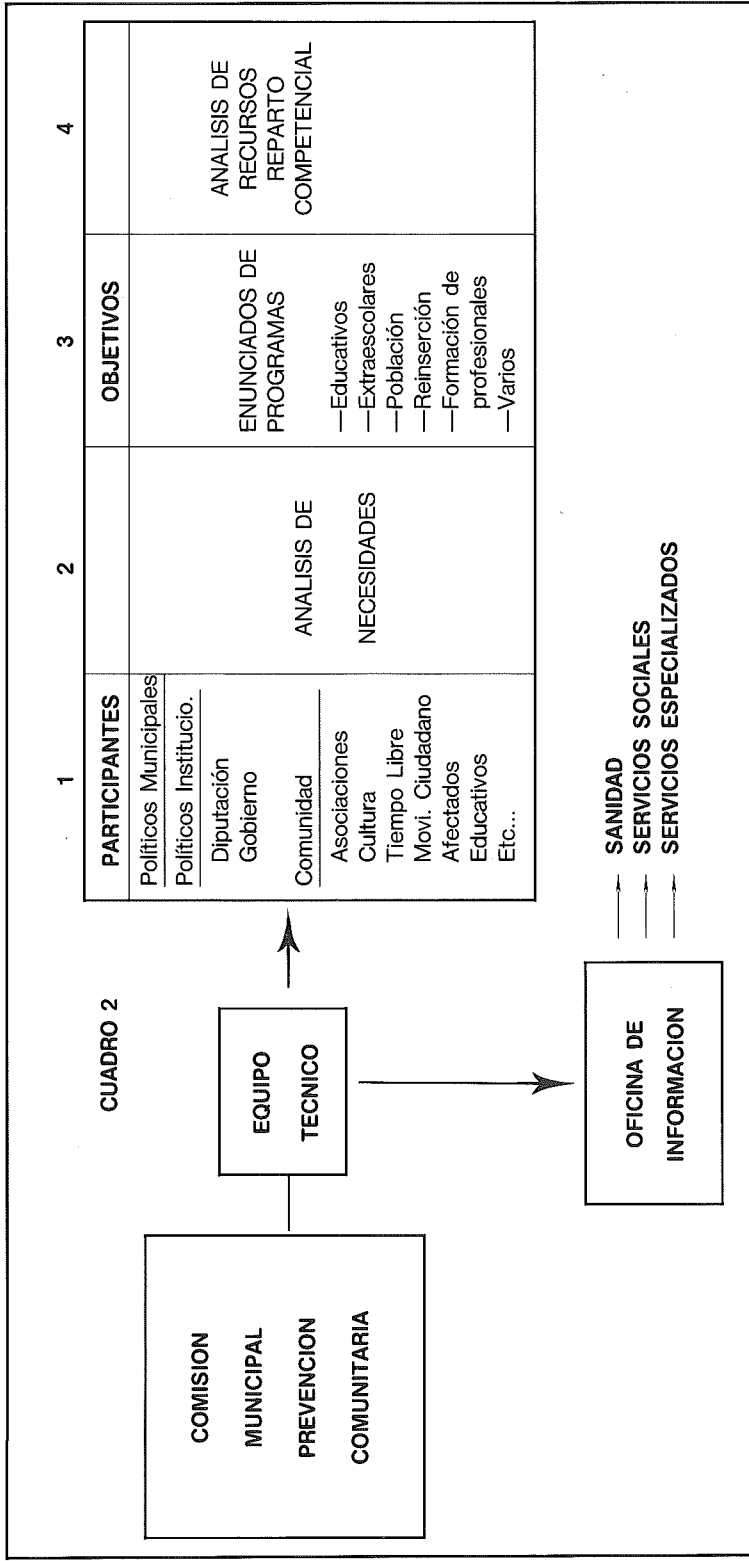 CUADRO 2
COMISION
MUNICIPAL
PREVENCION
COMUNITARIA
EQUIPO
TECNICO
OFICINA DE
INFORMACION
SANIDAD
SERVICIOS SOCIALES
SERVICIOS ESPECIALIZADOS
1
PARTICIPANTES
Políticos Municipales
Políticos Institucio.
Diputación
Gobierno
Comunidad
Asociaciones
Cultura
Tiempo Libre
Movi. Ciudadano
Afectados
Educativos
Etc...
2
ANALISIS DE
NECESIDADES
3
OBJETIVOS
ENUNCIADOS DE
PROGRAMAS
—Educativos
—Extraescolares
—Población
—Reinserción
—Formación de
profesionales
—Varios
4
ANALISIS DE
RECURSOS
REPARTO
COMPETENCIAL